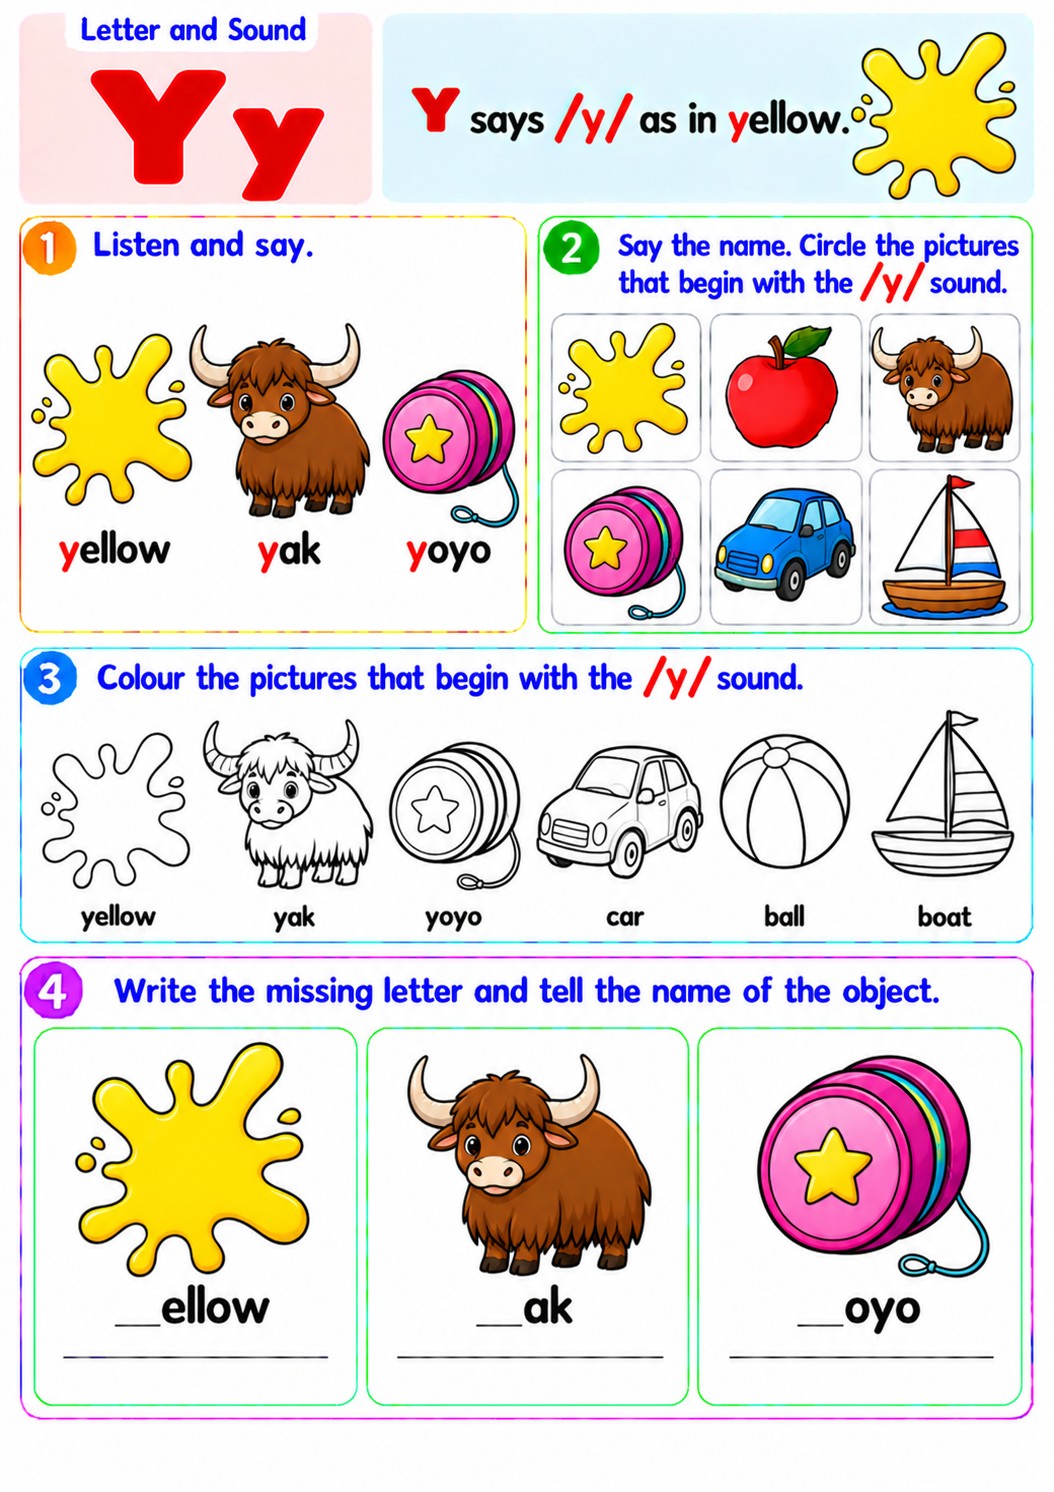 Letter and Sound
Yy
Y says /y/ as in yellow.
1 Listen and say.
yellow yak yoyo
2 Say the name. Circle the pictures
that begin with the /y/ sound.
3 Colour the pictures that begin with the /y/ sound.
yellow yak yoyo car ball boat
4 Write the missing letter and tell the name of the object.
__ellow __ak __oyo